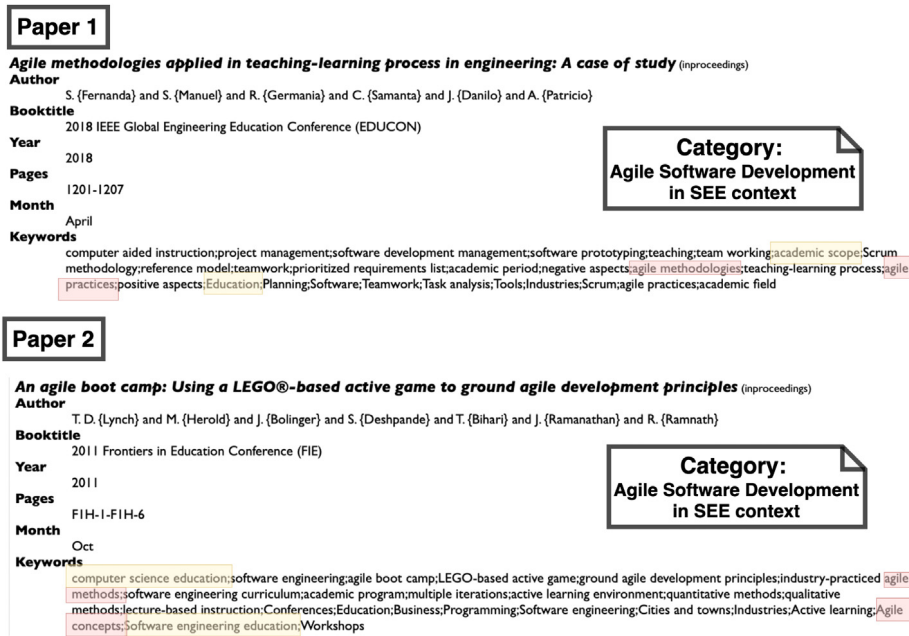 Paper 1
Agile methodologies applied in teaching-learning process in engineering: A case of study (inproceedings)
Author
S. {Fernanda} and S. {Manuel} and R. {Germania} and C. {Samanta} and J. {Danilo} and A. {Patricio}
Booktitle
2018 IEEE Global Engineering Education Conference (EDUCON)
Year
2018
Pages
1201-1207
Month
April
Category:
Agile Software Development
in SEE context
Keywords
computer aided instruction;project management;software development management;software prototyping;teaching;team working;academic scope;Scrum
methodology;reference model;teamwork;prioritized requirements list;academic period;negative aspects;agile methodologies;teaching-learning process;agile
practices;positive aspects;Education;Planning;Software;Teamwork;Task analysis;Tools;Industries;Scrum;agile practices;academic field
Paper 2
An agile boot camp: Using a LEGO®-based active game to ground agile development principles (inproceedings)
Author
T. D. {Lynch} and M. {Herold} and J. {Bolinger} and S. {Deshpande} and T. {Bihari} and J. {Ramanathan} and R. {Ramnath}
Booktitle
2011 Frontiers in Education Conference (FIE)
Year
2011
Pages
F1H-1-F1H-6
Month
Oct
Category:
Agile Software Development
in SEE context
Keywords
computer science education;software engineering;agile boot camp;LEGO-based active game;ground agile development principles;industry-practiced agile
methods;software engineering curriculum;academic program;multiple iterations;active learning environment;quantitative methods;qualitative
methods;lecture-based instruction;Conferences;Education;Business;Programming;Software engineering;Cities and towns;Industries;Active learning;Agile
concepts;Software engineering education;Workshops